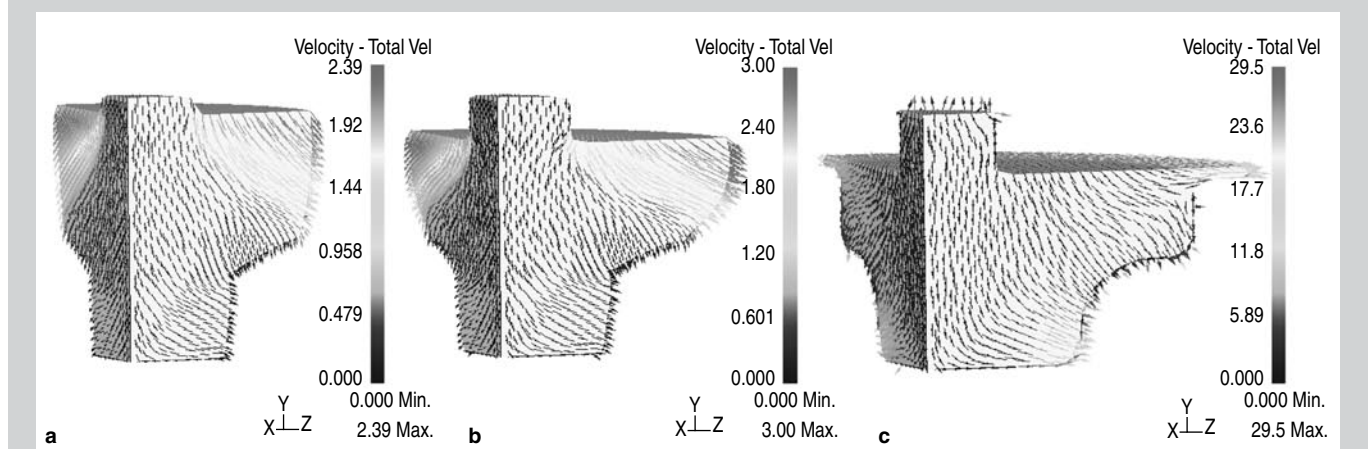 Velocity - Total Vel
2.39
1.92
1.44
0.958
0.479
0.000
0.000 Min.
2.39 Max.
Y
X Z
a
Velocity - Total Vel
3.00
2.40
1.80
1.20
0.601
0.000
0.000 Min.
3.00 Max.
Y
X Z
b
Velocity - Total Vel
29.5
23.6
17.7
11.8
5.89
0.000
0.000 Min.
29.5 Max.
Y
X Z
c